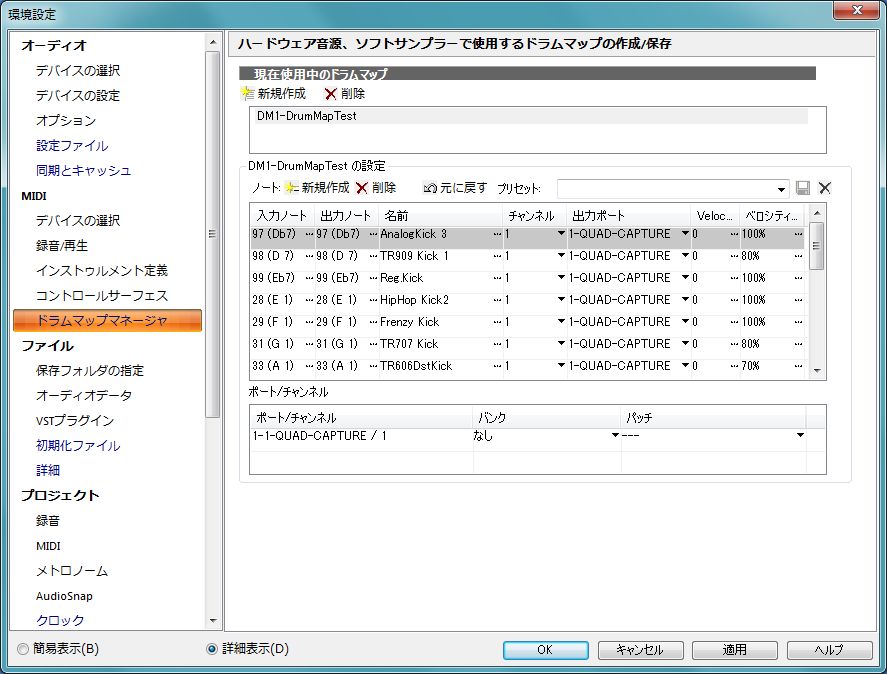 環境設定
オーディオ
デバイスの選択
デバイスの設定
オプション
設定ファイル
同期とキャッシュ
MIDI
デバイスの選択
録音/再生
インストゥルメント定義
コントロールサーフェス
ドラムマップマネージャ
ファイル
保存フォルダの指定
オーディオデータ
VSTプラグイン
初期化ファイル
詳細
プロジェクト
録音
MIDI
メトロノーム
AudioSnap
クロック
簡易表示(B)
詳細表示(D)
ハードウェア音源、ソフトサンプラーで使用するドラムマップの作成/保存
現在使用中のドラムマップ
新規作成 削除
DM1-DrumMapTest
DM1-DrumMapTest の設定
ノート: 新規作成 削除 元に戻す プリセット:
入力ノート 出力ノート 名前 チャンネル 出力ポート Veloc... ベロシティ...
97 (Db7) ... 97 (Db7) ... AnalogKick 3 ... 1 1-QUAD-CAPTURE 0 ... 100% ...
98 (D 7) ... 98 (D 7) ... TR909 Kick 1 ... 1 1-QUAD-CAPTURE 0 ... 80% ...
99 (Eb7) ... 99 (Eb7) ... Reg.Kick ... 1 1-QUAD-CAPTURE 0 ... 100% ...
28 (E 1) ... 28 (E 1) ... HipHop Kick2 ... 1 1-QUAD-CAPTURE 0 ... 100% ...
29 (F 1) ... 29 (F 1) ... Frenzy Kick ... 1 1-QUAD-CAPTURE 0 ... 100% ...
31 (G 1) ... 31 (G 1) ... TR707 Kick ... 1 1-QUAD-CAPTURE 0 ... 80% ...
33 (A 1) ... 33 (A 1) ... TR606DstKick ... 1 1-QUAD-CAPTURE 0 ... 70% ...
ポート/チャンネル
ポート/チャンネル バンク パッチ
1-1-QUAD-CAPTURE / 1 なし ---
OK キャンセル 適用 ヘルプ